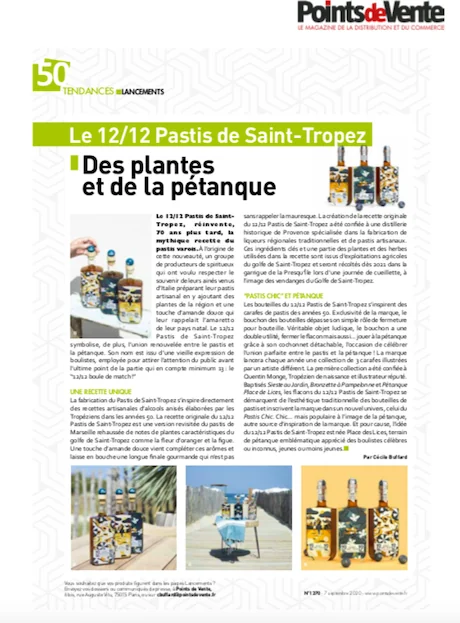 PointsdeVente
LE MAGAZINE DE LA DISTRIBUTION ET DU COMMERCE
50
TENDANCES LANCEMENTS
Le 12/12 Pastis de Saint-Tropez
Des plantes
et de la pétanque
Le 12/12 Pastis de Saint-
Tropez, réinvente,
70 ans plus tard, la
mythique recette du
pastis varois. À l'origine de
cette nouveauté, un groupe
de producteurs de spiritueux
qui ont voulu respecter le
souvenir de leurs aînés venus
d'Italie préparant leur pastis
artisanal en y ajoutant des
plantes de la région et une
touche d'amande douce qui
leur rappelait l'amaretto
de leur pays natal. Le 12/12
Pastis de Saint-Tropez
symbolise, de plus, l'union renouvelée entre le pastis et
la pétanque. Son nom est issu d'une vieille expression de
boulistes, employée pour attirer l'attention du joueur avant
l'ultime point de la partie qui en compte minimum 13 : le
"12/12 boule de match !"
UNE RECETTE UNIQUE
La fabrication du Pastis de Saint-Tropez s'inspire directement
des recettes artisanales d'alcools anisés élaborées par les
Tropéziens dans les années 50. La recette originale du 12/12
Pastis de Saint-Tropez est une version revisitée du pastis de
Marseille rehaussée de notes de plantes caractéristiques du
golfe de Saint-Tropez comme la fleur d'oranger et la figue.
Une touche d'amande douce vient compléter ces arômes et
laisse en bouche une longue finale gourmande qui n'est pas
sans rappeler la mauresque. La création de la recette originale
du 12/12 Pastis de Saint-Tropez a été confiée à une distillerie
historique de Provence spécialisée dans la fabrication de
liqueurs régionales traditionnelles et de pastis artisanaux.
Ces ingrédients clés et une partie des plantes et des herbes
utilisées dans la recette sont issus d'exploitations agricoles
du golfe de Saint-Tropez et seront récoltés dès 2021 dans la
garrigue de la Presqu'île lors d'une journée de cueillette, à
l'image des vendanges du Golfe de Saint-Tropez.
"PASTIS CHIC" ET PÉTANQUE
Les bouteilles du 12/12 Pastis de Saint-Tropez s'inspirent des
carafes de pastis des années 50. Exclusivité de la marque, le
bouchon des bouteilles dépasse son simple rôle de fermeture
pour bouteille. Véritable objet ludique, le bouchon a une
double utilité, fermer le flacon mais aussi... jouer à la pétanque
grâce à son cochonnet détachable, l'occasion de célébrer
l'union parfaite entre le pastis et la pétanque ! La marque
lancera chaque année une collection de 3 carafes illustrées
par un artiste différent. La première collection a été confiée à
Quentin Monge, Tropézien de naissance et illustrateur réputé.
Baptisés Sieste au Jardin, Bronzette à Pampelonne et Pétanque
Place des Lices, les flacons du 12/12 Pastis de Saint-Tropez se
démarquent de l'esthétique traditionnelle des bouteilles de
pastis et inscrivent la marque dans son nouvel univers, celui du
Pastis Chic. Chic... mais populaire à l'image de la pétanque,
autre source d'inspiration de la marque. Et pour cause, l'idée
du 12/12 Pastis de Saint-Tropez est née Place des Lices, terrain
de pétanque emblématique apprécié des boulistes célèbres
ou inconnus, jeunes ou moins jeunes.
Par Cécile Buffard
Vous souhaitez que vos produits figurent dans les pages Lancements ?
Envoyez vos dossiers ou communiqués de presse à Points de Vente,
cbuffard@pointsdevente.fr
N°1270 7 septembre 2020 www.pointsdevente.fr